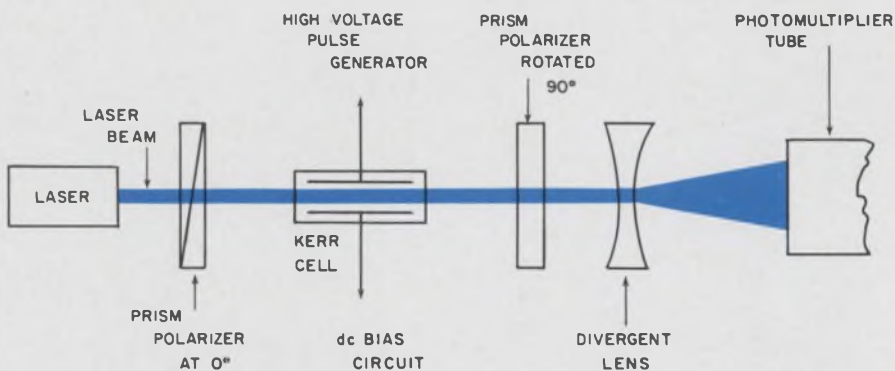 HIGH VOLTAGE
PULSE
GENERATOR
PRISM
POLARIZER
ROTATED
90°
PHOTOMULTIPLIER
TUBE
LASER
BEAM
LASER
KERR
CELL
PRISM
POLARIZER
AT 0°
dc BIAS
CIRCUIT
DIVERGENT
LENS